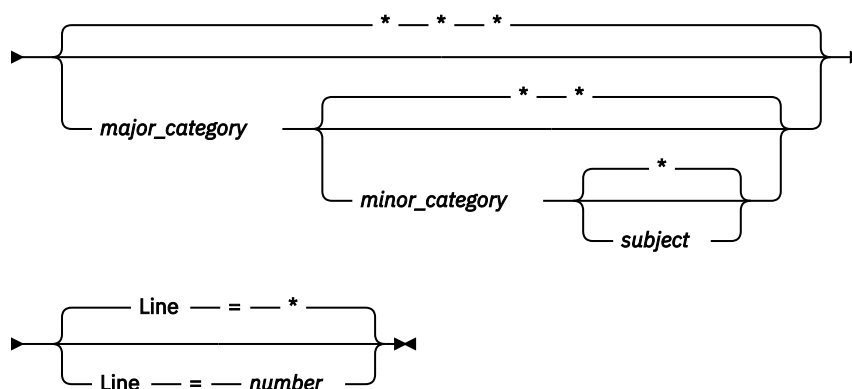 * * *
major_category
* *
minor_category
*
subject
Line = *
Line = number